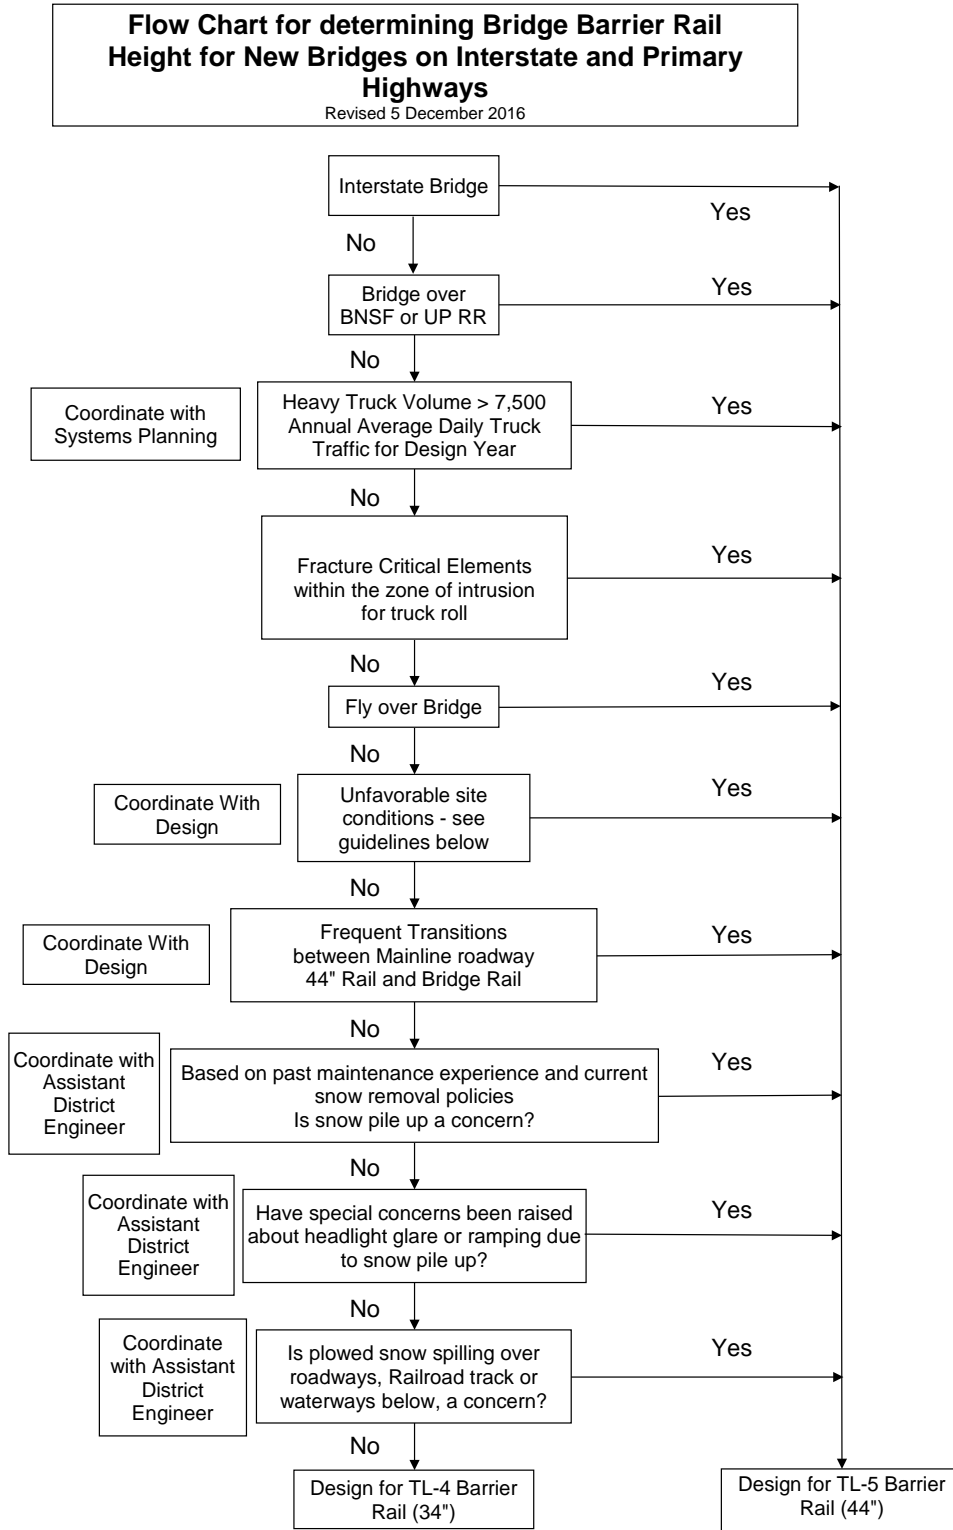 Flow Chart for determining Bridge Barrier Rail
Height for New Bridges on Interstate and Primary
Highways
Revised 5 December 2016
Interstate Bridge
Yes
No
Bridge over
BNSF or UP RR
Yes
No
Coordinate with
Systems Planning
Heavy Truck Volume > 7,500
Annual Average Daily Truck
Traffic for Design Year
Yes
No
Fracture Critical Elements
within the zone of intrusion
for truck roll
Yes
No
Fly over Bridge
Yes
No
Coordinate With
Design
Unfavorable site
conditions - see
guidelines below
Yes
No
Coordinate With
Design
Frequent Transitions
between Mainline roadway
44" Rail and Bridge Rail
Yes
No
Coordinate with
Assistant
District
Engineer
Based on past maintenance experience and current
snow removal policies
Is snow pile up a concern?
Yes
No
Coordinate with
Assistant
District
Engineer
Have special concerns been raised
about headlight glare or ramping due
to snow pile up?
Yes
No
Coordinate
with Assistant
District
Engineer
Is plowed snow spilling over
roadways, Railroad track or
waterways below, a concern?
Yes
No
Design for TL-4 Barrier
Rail (34")
Design for TL-5 Barrier
Rail (44")